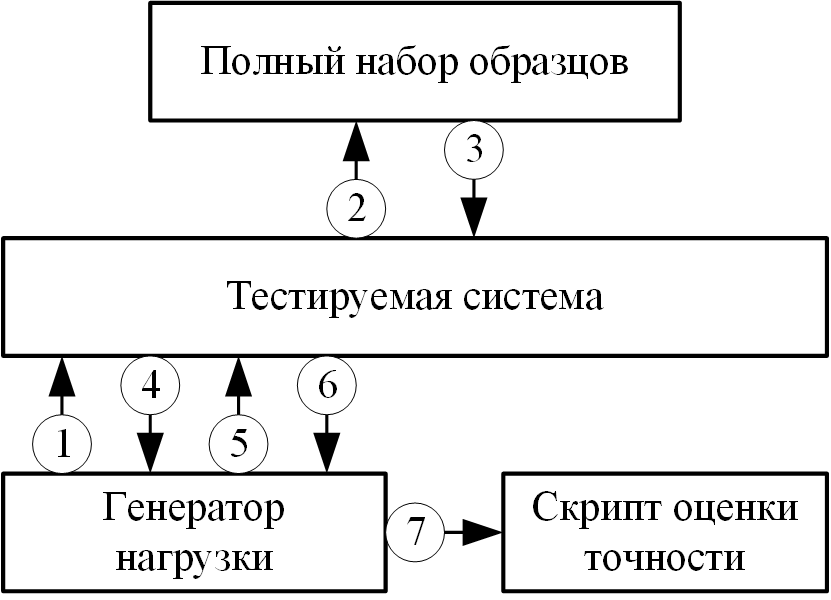 Полный набор образцов
3
2
Тестируемая система
4
6
1
5
Генератор
нагрузки
7
Скрипт оценки
точности